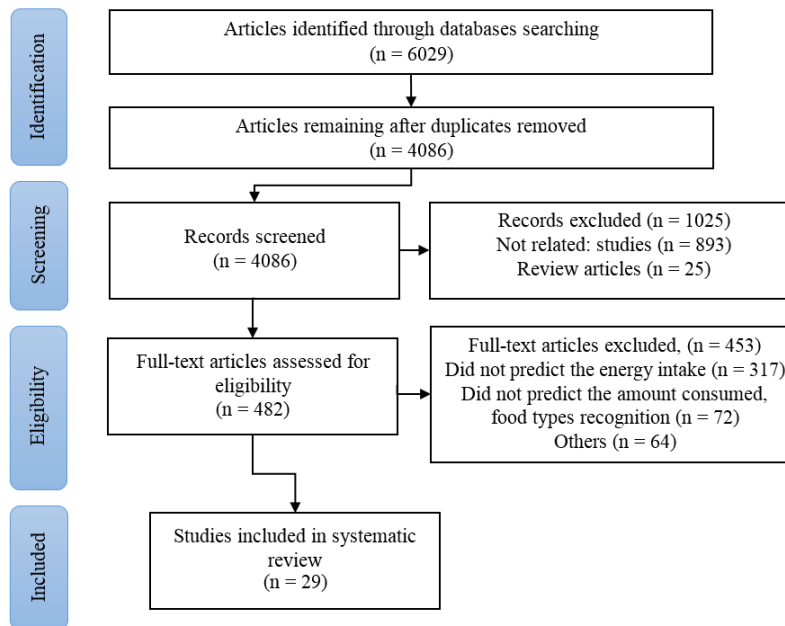 Identification
Articles identified through databases searching
(n = 6029)
Articles remaining after duplicates removed
(n = 4086)
Screening
Records screened
(n = 4086)
Records excluded (n = 1025)
Not related: studies (n = 893)
Review articles (n = 25)
Eligibility
Full-text articles assessed for
eligibility
(n = 482)
Full-text articles excluded, (n = 453)
Did not predict the energy intake (n = 317)
Did not predict the amount consumed,
food types recognition (n = 72)
Others (n = 64)
Included
Studies included in systematic
review
(n = 29)